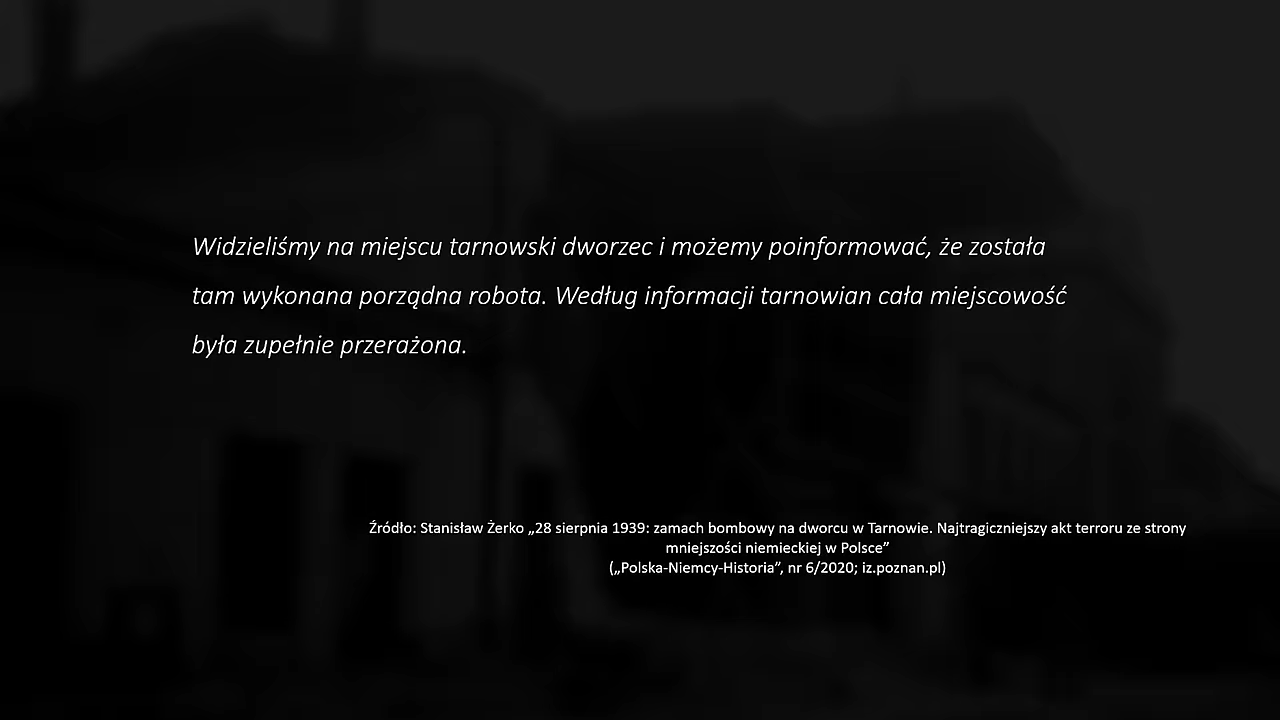 Widzieliśmy na miejscu tarnowski dworzec i możemy poinformować, że została
tam wykonana porządna robota. Według informacji tarnowian cała miejscowość
była zupełnie przerażona.
Źródło: Stanisław Żerko „28 sierpnia 1939: zamach bombowy na dworcu w Tarnowie. Najtragiczniejszy akt terroru ze strony
mniejszości niemieckiej w Polsce”
(„Polska-Niemcy-Historia”, nr 6/2020; iz.poznan.pl)